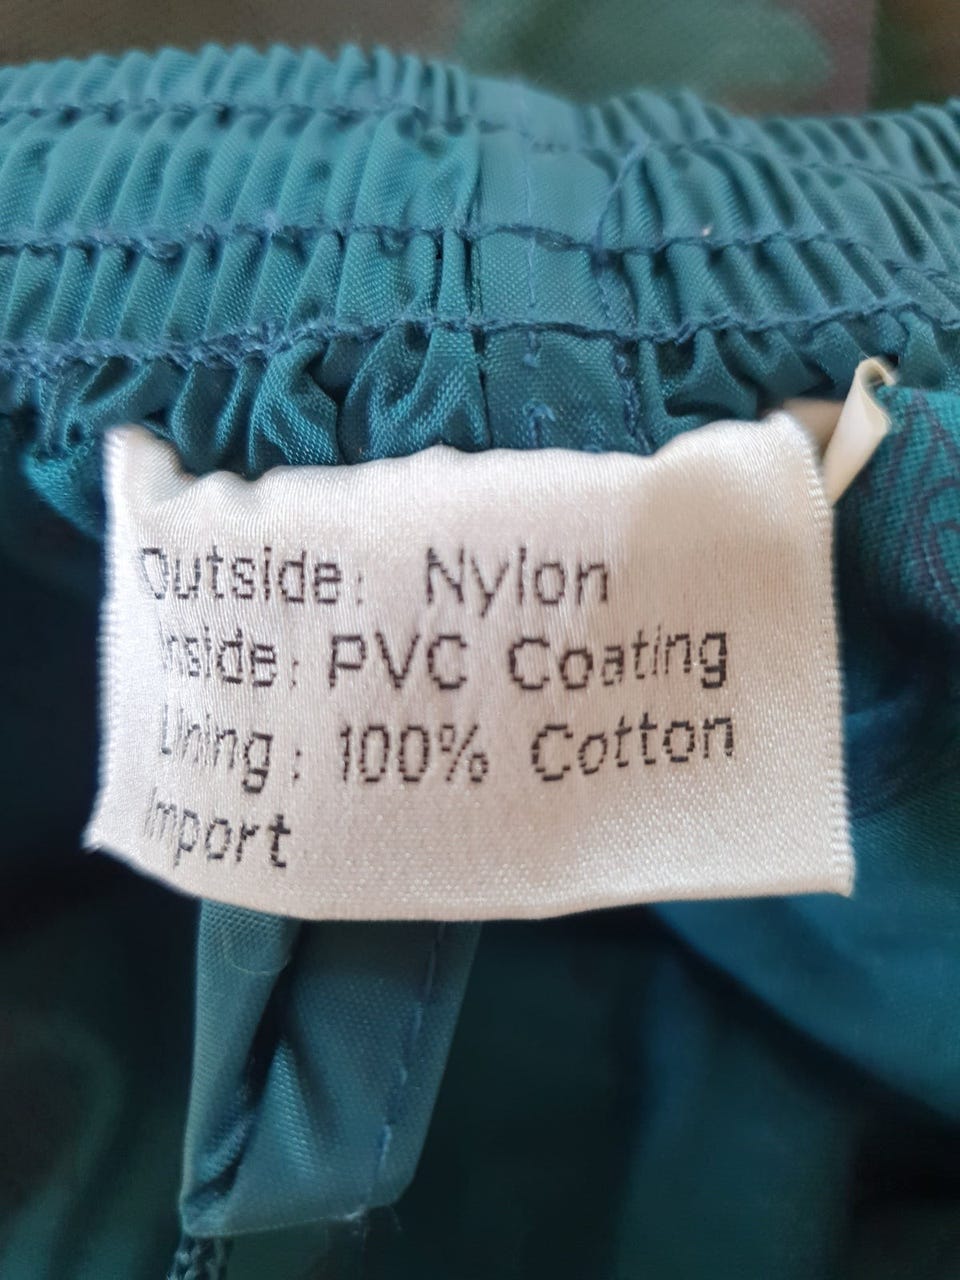 Outside: Nylon
Inside: PVC Coating
Lining: 100% Cotton
Import